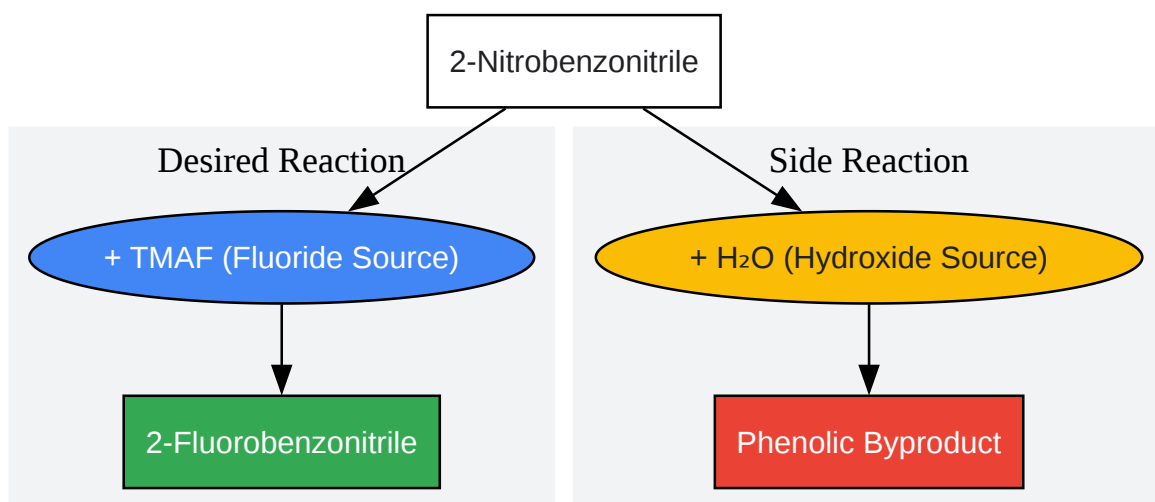 2-Nitrobenzonitrile
Desired Reaction
Side Reaction
+ TMAF (Fluoride Source)
+ H₂O (Hydroxide Source)
2-Fluorobenzonitrile
Phenolic Byproduct